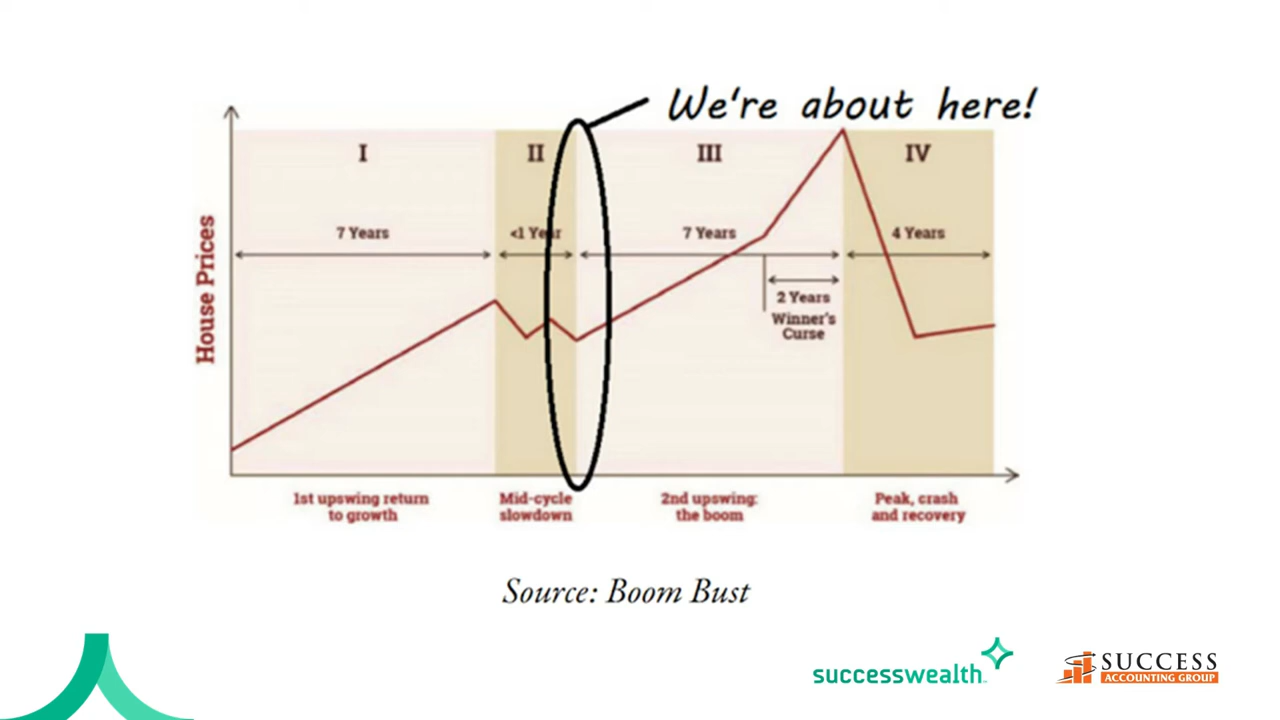 We're about here!
I
II
III
IV
7 Years
<1 Year
7 Years
4 Years
2 Years
Winner's
Curse
House Prices
1st upswing return
to growth
Mid-cycle
slowdown
2nd upswing:
the boom
Peak, crash
and recovery
Source: Boom Bust
successwealth
SUCCESS
ACCOUNTING GROUP